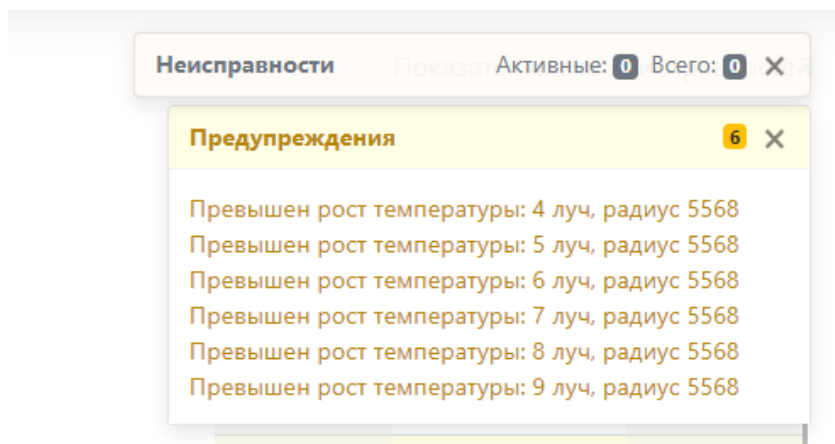 Неисправности Активные: 0 Всего: 0 ×
Предупреждения 6 ×
Превышен рост температуры: 4 луч, радиус 5568
Превышен рост температуры: 5 луч, радиус 5568
Превышен рост температуры: 6 луч, радиус 5568
Превышен рост температуры: 7 луч, радиус 5568
Превышен рост температуры: 8 луч, радиус 5568
Превышен рост температуры: 9 луч, радиус 5568